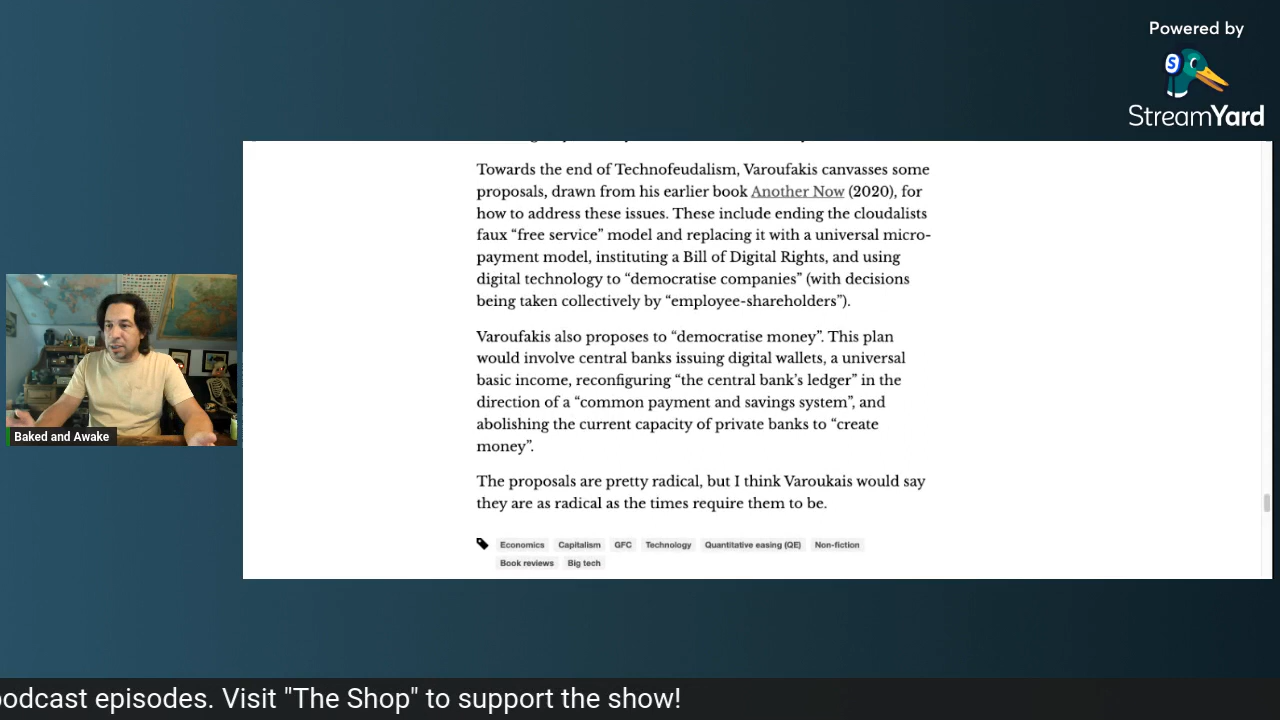 Powered by
S
StreamYard
Towards the end of Technofeudalism, Varoufakis canvasses some
proposals, drawn from his earlier book Another Now (2020), for
how to address these issues. These include ending the cloudalists
faux “free service” model and replacing it with a universal micro-
payment model, instituting a Bill of Digital Rights, and using
digital technology to “democratise companies” (with decisions
being taken collectively by “employee-shareholders”).
Varoufakis also proposes to “democratise money”. This plan
would involve central banks issuing digital wallets, a universal
basic income, reconfiguring “the central bank’s ledger” in the
direction of a “common payment and savings system”, and
abolishing the current capacity of private banks to “create
money”.
The proposals are pretty radical, but I think Varoukais would say
they are as radical as the times require them to be.
Economics Capitalism GFC Technology Quantitative easing (QE) Non-fiction
Book reviews Big tech
Baked and Awake
podcast episodes. Visit "The Shop" to support the show!